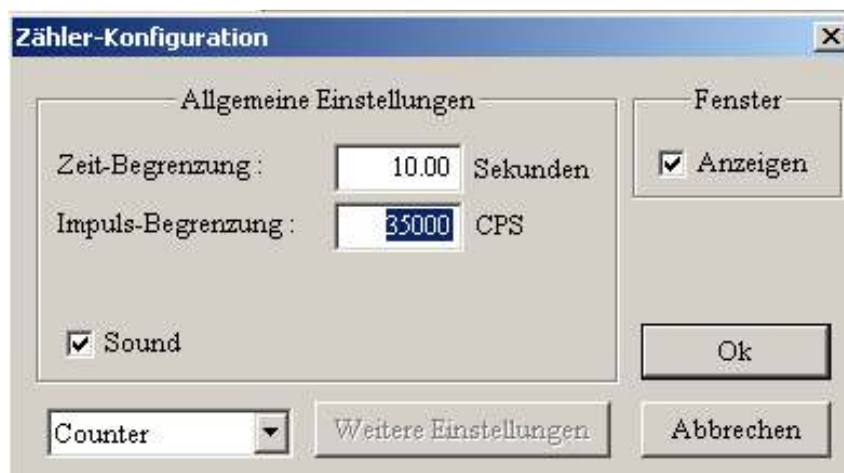 Zähler-Konfiguration
Allgemeine Einstellungen
Zeit-Begrenzung : 10.00 Sekunden
Impuls-Begrenzung : 35000 CPS
Sound
Fenster
Anzeigen
Ok
Counter
Weitere Einstellungen
Abbrechen